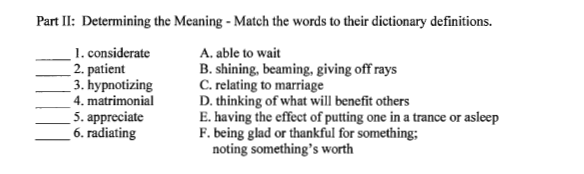 Part II: Determining the Meaning - Match the words to their dictionary definitions.
_____ 1. considerate A. able to wait
_____ 2. patient B. shining, beaming, giving off rays
_____ 3. hypnotizing C. relating to marriage
_____ 4. matrimonial D. thinking of what will benefit others
_____ 5. appreciate E. having the effect of putting one in a trance or asleep
_____ 6. radiating F. being glad or thankful for something;
noting something's worth